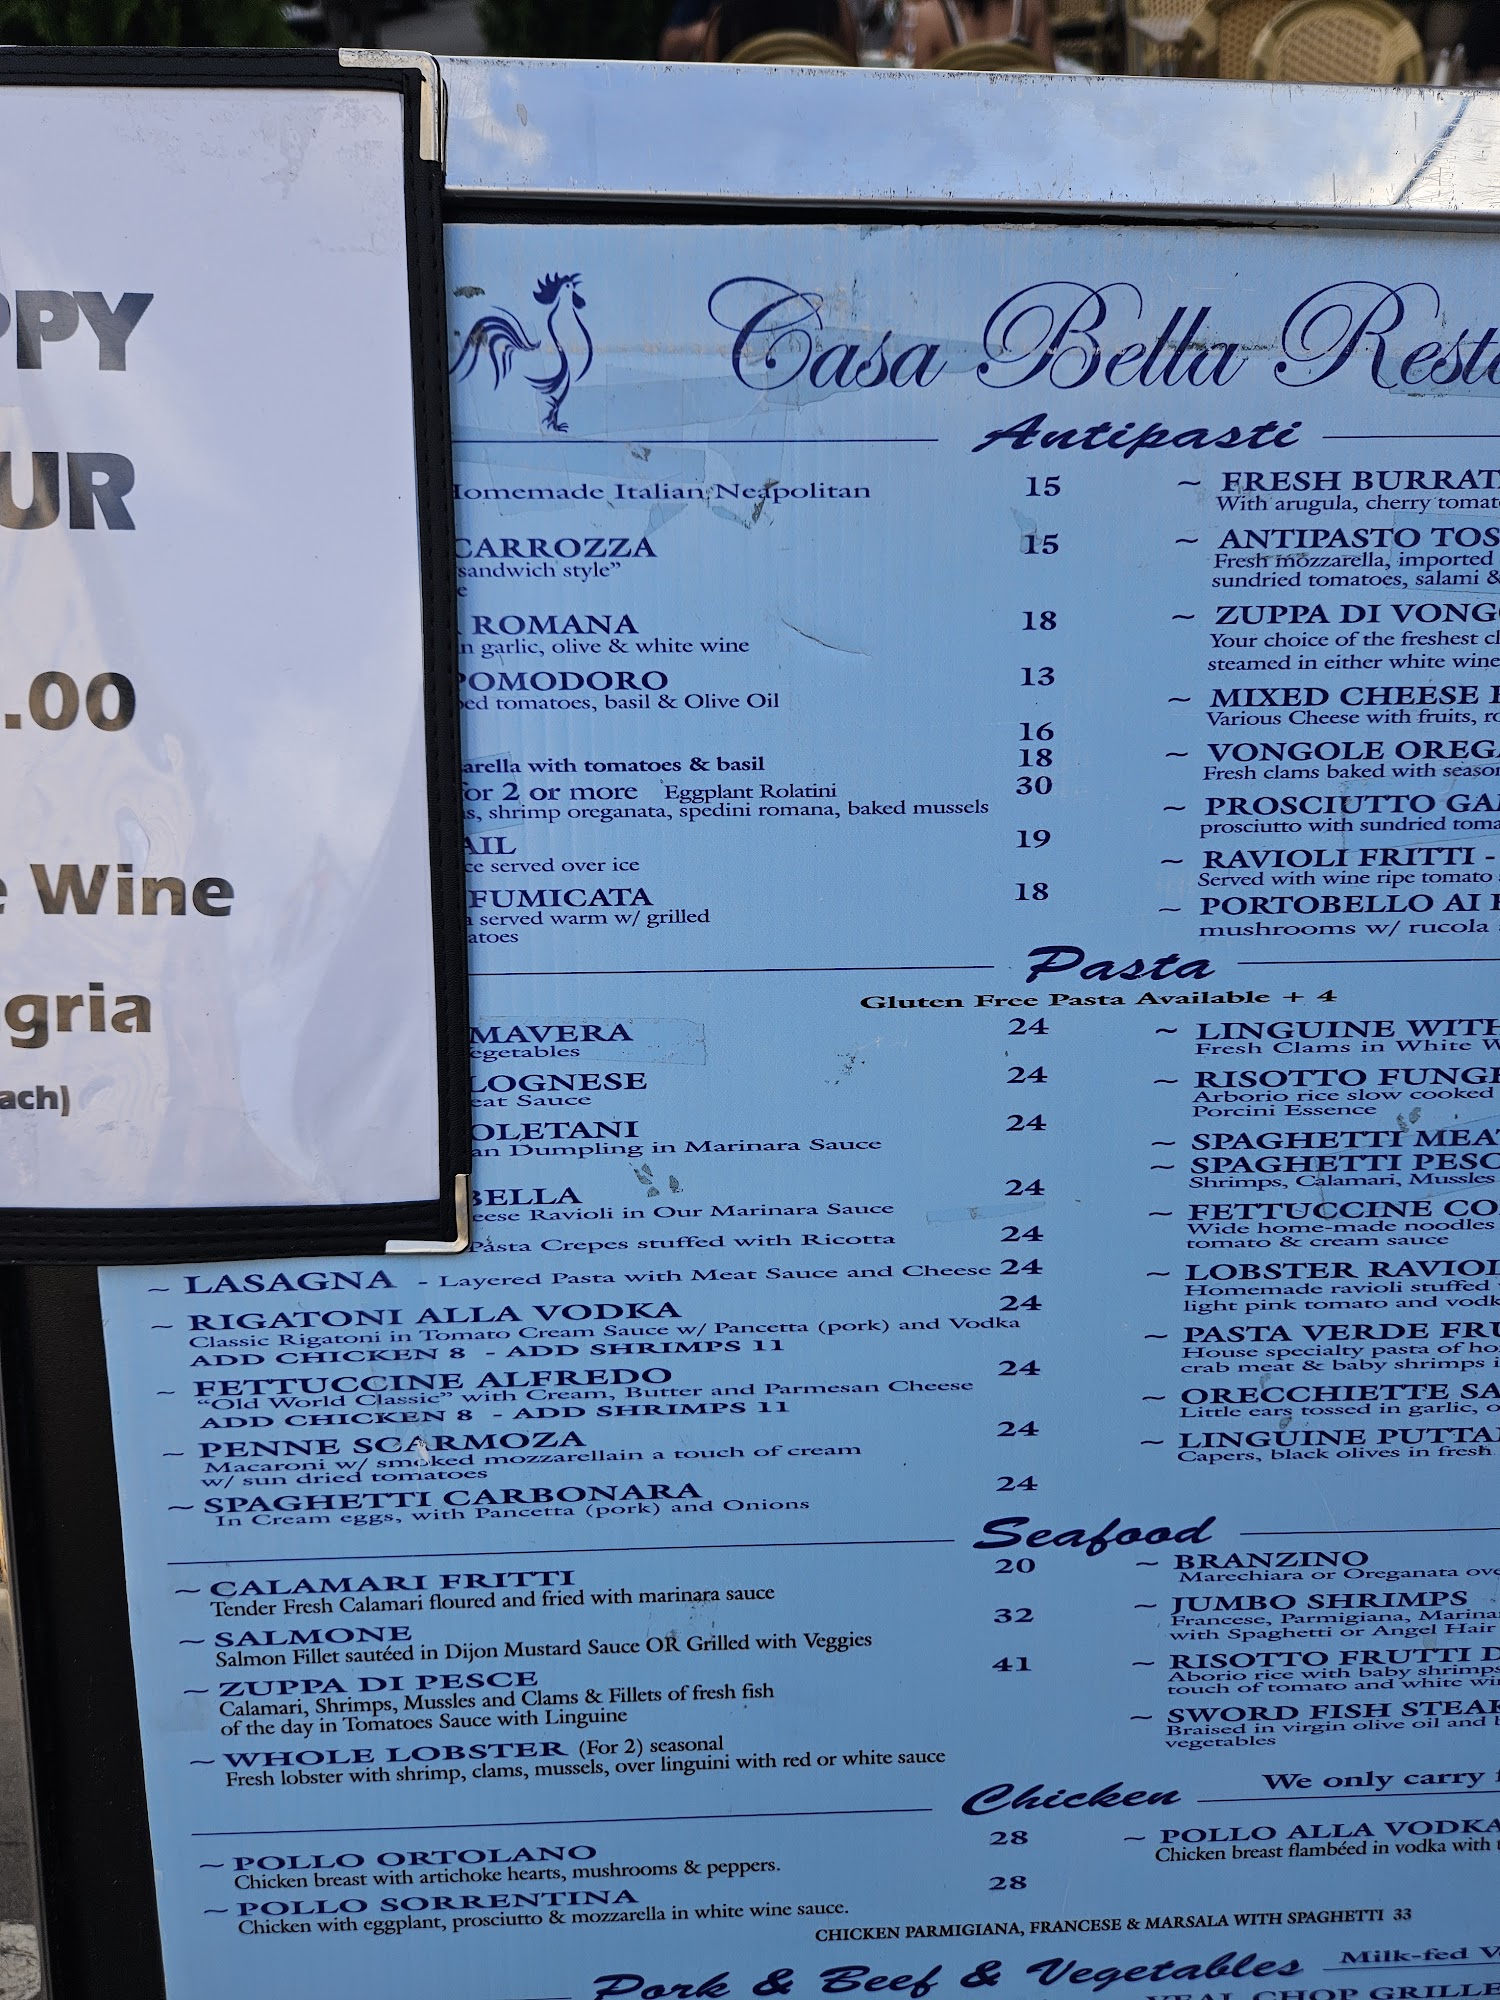 PPY
UR
.00
e Wine
gria
ach)
Casa Bella Resta
Antipasti
Homemade Italian Neapolitan 15
CARROZZA 15
sandwich style”
e
ROMANA 18
n garlic, olive & white wine
POMODORO 13
ped tomatoes, basil & Olive Oil
16
arella with tomatoes & basil 18
for 2 or more Eggplant Rolatini 30
s, shrimp oreganata, spedini romana, baked mussels
AIL 19
ce served over ice
FUMICATA 18
a served warm w/ grilled
atoes
~ FRESH BURRAT
With arugula, cherry tomat
~ ANTIPASTO TOS
Fresh mozzarella, imported
sundried tomatoes, salami &
~ ZUPPA DI VONG
Your choice of the freshest cl
steamed in either white wine
~ MIXED CHEESE
Various Cheese with fruits, ro
~ VONGOLE OREGA
Fresh clams baked with season
~ PROSCIUTTO GA
prosciutto with sundried toma
~ RAVIOLI FRITTI -
Served with wine ripe tomato
~ PORTOBELLO AI
mushrooms w/ rucola
Pasta
Gluten Free Pasta Available + 4
MAVERA 24
egetables
LOGNESE 24
eat Sauce
OLETANI 24
an Dumpling in Marinara Sauce
BELLA 24
eese Ravioli in Our Marinara Sauce
Pasta Crepes stuffed with Ricotta 24
~ LASAGNA - Layered Pasta with Meat Sauce and Cheese 24
~ RIGATONI ALLA VODKA 24
Classic Rigatoni in Tomato Cream Sauce w/ Pancetta (pork) and Vodka
ADD CHICKEN 8 - ADD SHRIMPS 11
~ FETTUCCINE ALFREDO 24
“Old World Classic” with Cream, Butter and Parmesan Cheese
ADD CHICKEN 8 - ADD SHRIMPS 11
~ PENNE SCARMOZA 24
Macaroni w/ smoked mozzarellain a touch of cream
w/ sun dried tomatoes
~ SPAGHETTI CARBONARA 24
In Cream eggs, with Pancetta (pork) and Onions
~ LINGUINE WITH
Fresh Clams in White W
~ RISOTTO FUNGH
Arborio rice slow cooked
Porcini Essence
~ SPAGHETTI MEAT
~ SPAGHETTI PESC
Shrimps, Calamari, Mussles
~ FETTUCCINE CO
Wide home-made noodles
tomato & cream sauce
~ LOBSTER RAVIOL
Homemade ravioli stuffed
light pink tomato and vodk
~ PASTA VERDE FRU
House specialty pasta of ho
crab meat & baby shrimps i
~ ORECCHIETTE SA
Little ears tossed in garlic, o
~ LINGUINE PUTTA
Capers, black olives in fresh
Seafood
~ CALAMARI FRITTI 20
Tender Fresh Calamari floured and fried with marinara sauce
~ SALMONE 32
Salmon Fillet sautéed in Dijon Mustard Sauce OR Grilled with Veggies
~ ZUPPA DI PESCE 41
Calamari, Shrimps, Mussles and Clams & Fillets of fresh fish
of the day in Tomatoes Sauce with Linguine
~ WHOLE LOBSTER (For 2) seasonal
Fresh lobster with shrimp, clams, mussels, over linguini with red or white sauce
~ BRANZINO
Marechiara or Oreganata ove
~ JUMBO SHRIMPS
Francese, Parmigiana, Marina
with Spaghetti or Angel Hair
~ RISOTTO FRUTTI D
Aborio rice with baby shrimps
touch of tomato and white wi
~ SWORD FISH STEAK
Braised in virgin olive oil and b
vegetables
Chicken
We only carry f
~ POLLO ORTOLANO 28
Chicken breast with artichoke hearts, mushrooms & peppers.
~ POLLO SORRENTINA 28
Chicken with eggplant, prosciutto & mozzarella in white wine sauce.
~ POLLO ALLA VODKA
Chicken breast flambéed in vodka with t
CHICKEN PARMIGIANA, FRANCESE & MARSALA WITH SPAGHETTI 33
Pork & Beef & Vegetables
Milk-fed V
VEAL CHOP GRILLE